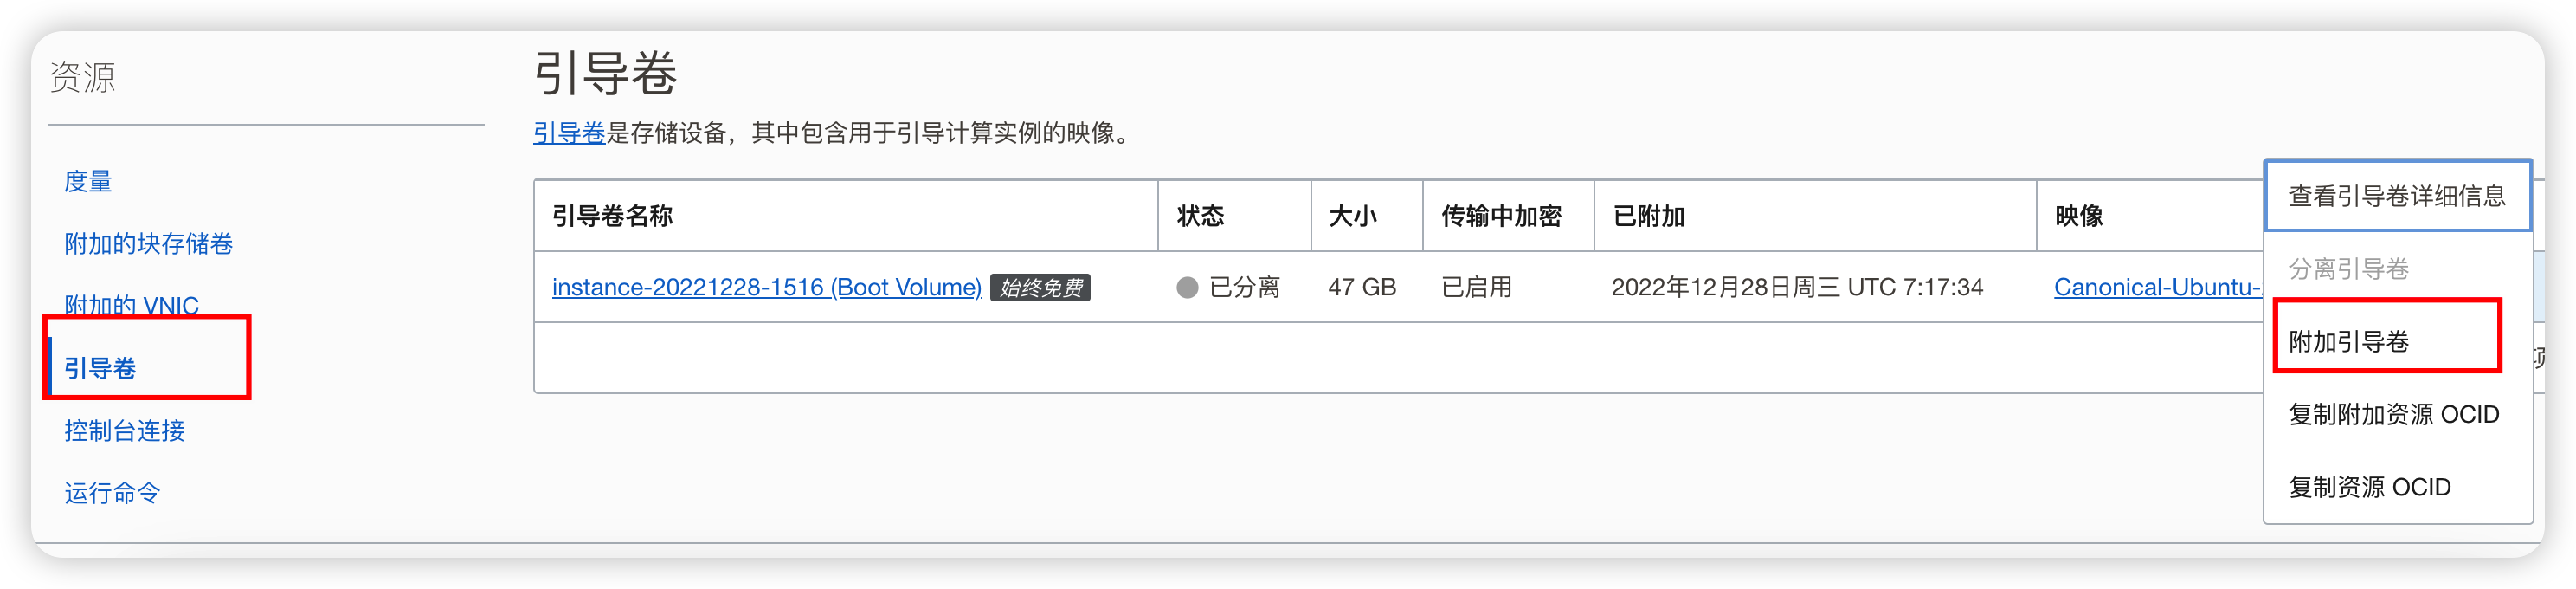 资源
度量
附加的块存储卷
附加的 VNIC
引导卷
控制台连接
运行命令
引导卷
引导卷是存储设备，其中包含用于引导计算实例的映像。
引导卷名称 状态 大小 传输中加密 已附加 映像
instance-20221228-1516 (Boot Volume) 始终免费 已分离 47 GB 已启用 2022年12月28日周三 UTC 7:17:34 Canonical-Ubuntu-
查看引导卷详细信息
分离引导卷
附加引导卷
复制附加资源 OCID
复制资源 OCID